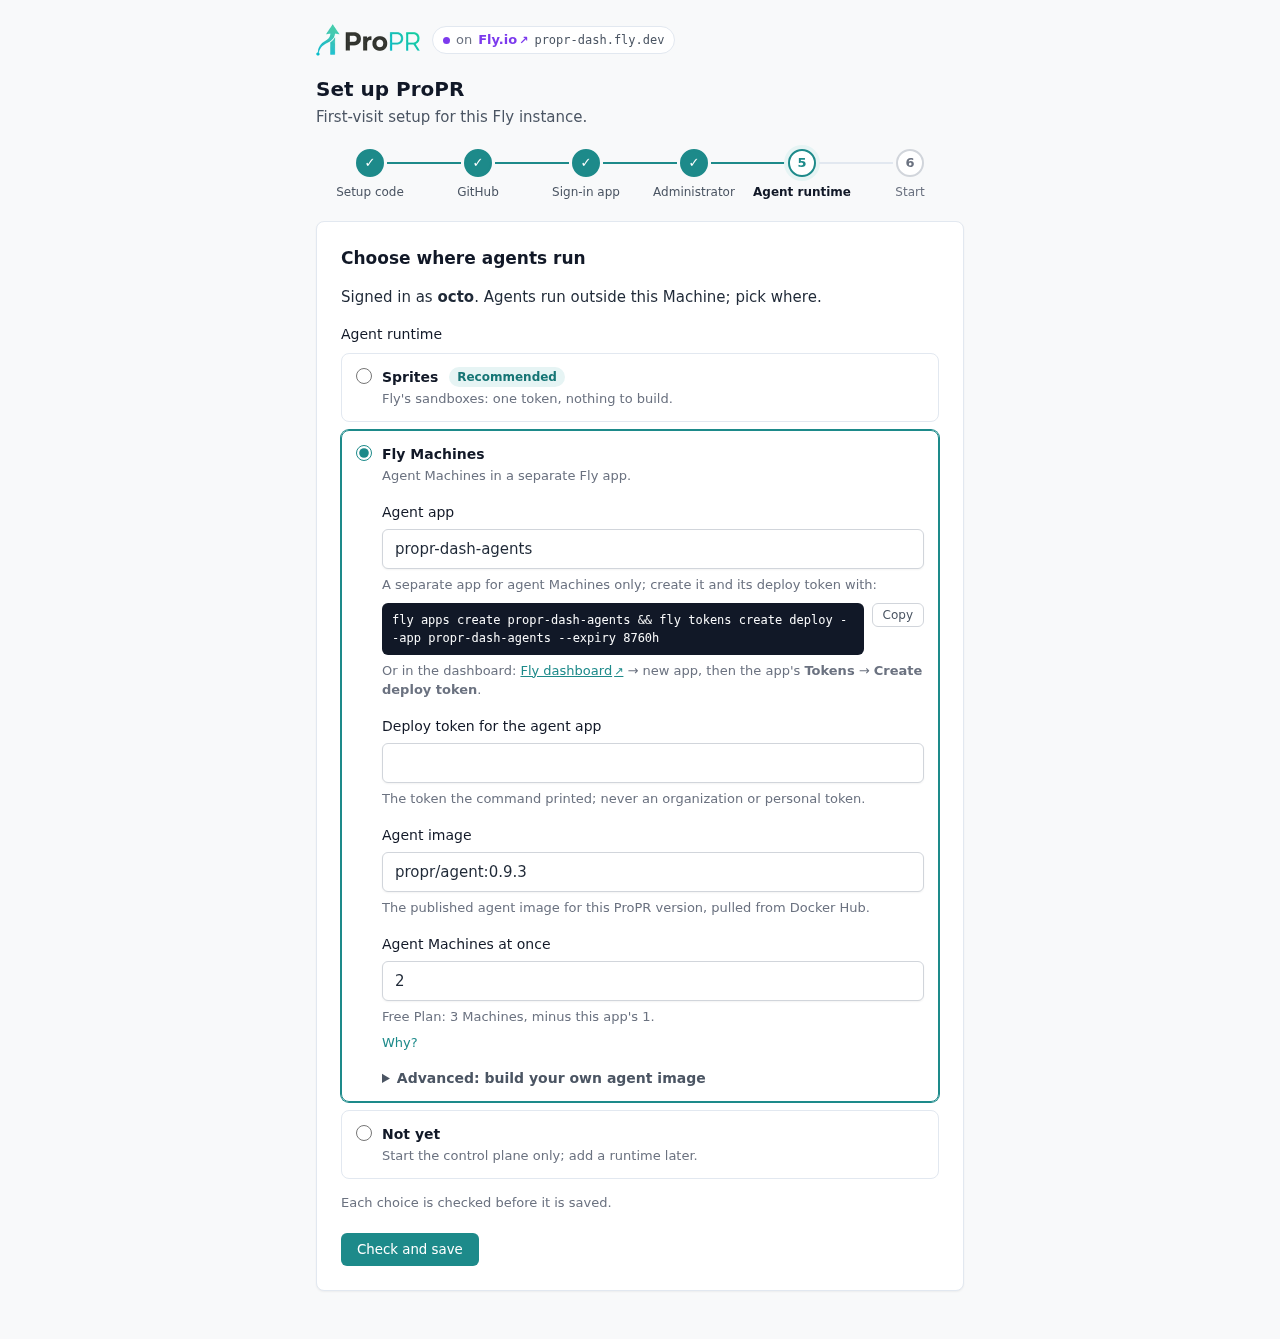 ProPR
on Fly.io↗ propr-dash.fly.dev
Set up ProPR
First-visit setup for this Fly instance.
✓ ✓ ✓ ✓ 5 6
Setup code GitHub Sign-in app Administrator Agent runtime Start
Choose where agents run
Signed in as octo. Agents run outside this Machine; pick where.
Agent runtime
Sprites Recommended
Fly's sandboxes: one token, nothing to build.
Fly Machines
Agent Machines in a separate Fly app.
Agent app
propr-dash-agents
A separate app for agent Machines only; create it and its deploy token with:
fly apps create propr-dash-agents && fly tokens create deploy -
-app propr-dash-agents --expiry 8760h
Copy
Or in the dashboard: Fly dashboard↗ → new app, then the app's Tokens → Create
deploy token.
Deploy token for the agent app
The token the command printed; never an organization or personal token.
Agent image
propr/agent:0.9.3
The published agent image for this ProPR version, pulled from Docker Hub.
Agent Machines at once
2
Free Plan: 3 Machines, minus this app's 1.
Why?
Advanced: build your own agent image
Not yet
Start the control plane only; add a runtime later.
Each choice is checked before it is saved.
Check and save